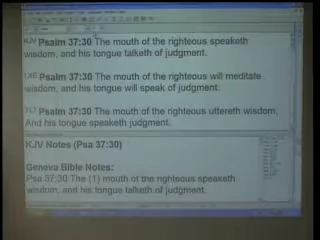 KJV Psalm 37:30 The mouth of the righteous speaketh
wisdom, and his tongue talketh of judgment.
LXE Psalm 37:30 The mouth of the righteous will meditate
wisdom, and his tongue will speak of judgment.
YLT Psalm 37:30 The mouth of the righteous uttereth wisdom,
And his tongue speaketh judgment.
KJV Notes (Psa 37:30)
Geneva Bible Notes:
Psa 37:30 The (1) mouth of the righteous speaketh
wisdom, and his tongue talketh of judgment.